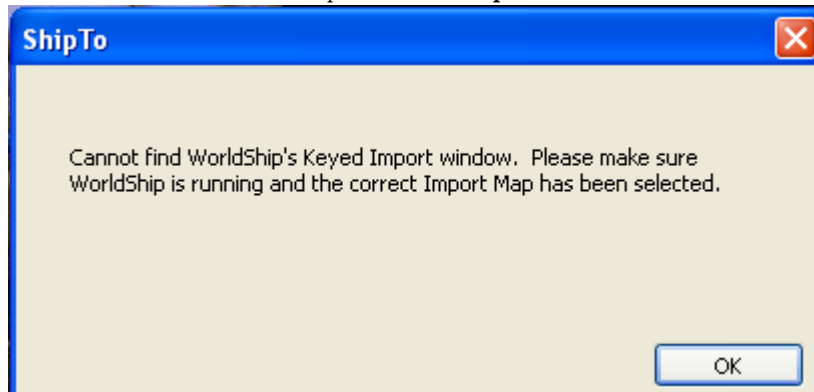 ShipTo
Cannot find WorldShip's Keyed Import window.  Please make sure
WorldShip is running and the correct Import Map has been selected.
OK